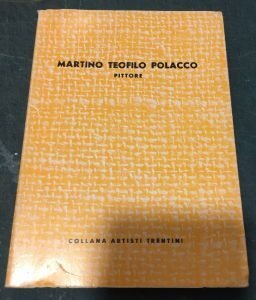 MARTINO TEOFILO POLACCO
PITTORE
COLLANA ARTISTI TRENTINI